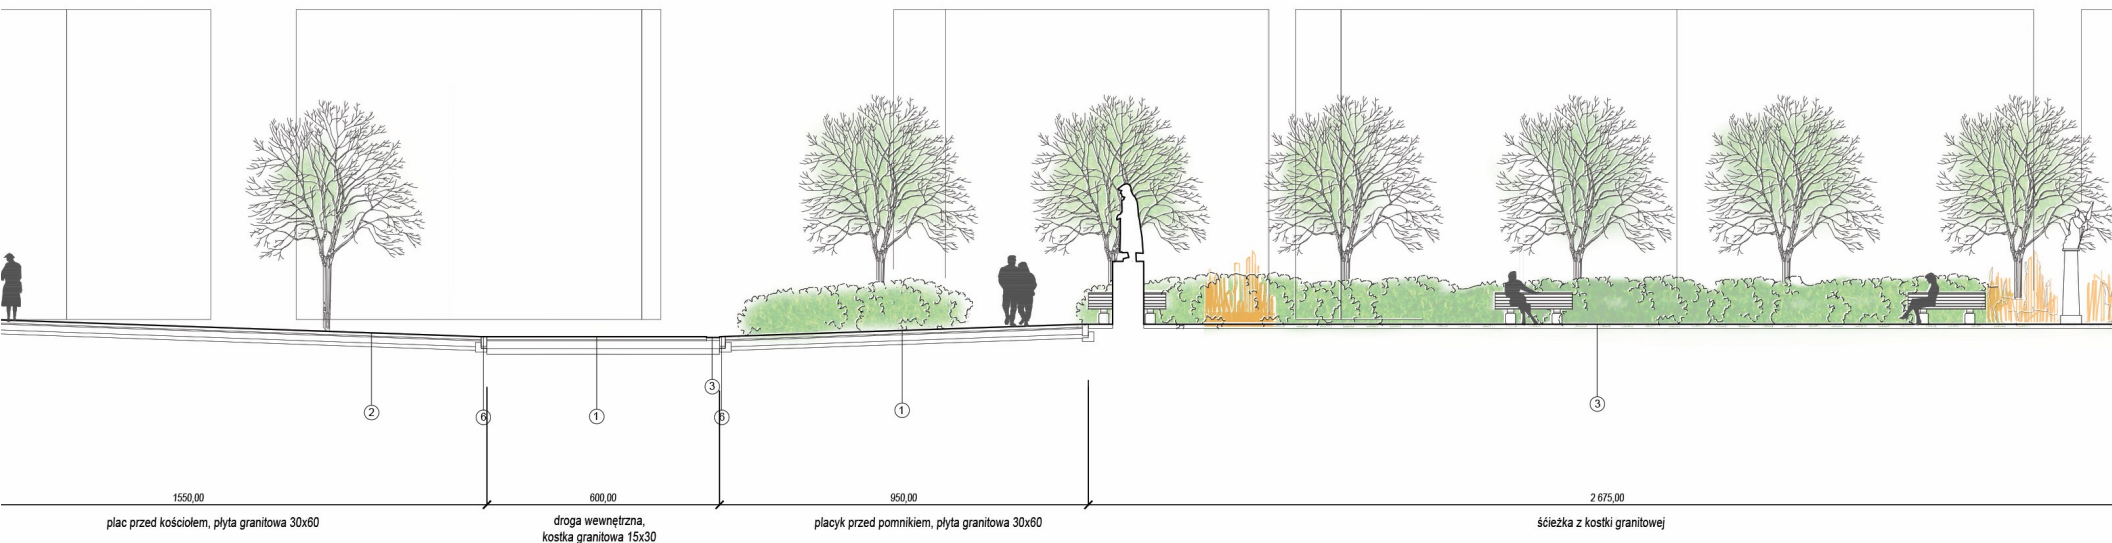 3
2
6
1
6
1
3
1550,00
600,00
950,00
2 675,00
plac przed kościołem, płyta granitowa 30x60
droga wewnętrzna,
kostka granitowa 15x30
placyk przed pomnikiem, płyta granitowa 30x60
śćieżka z kostki granitowej